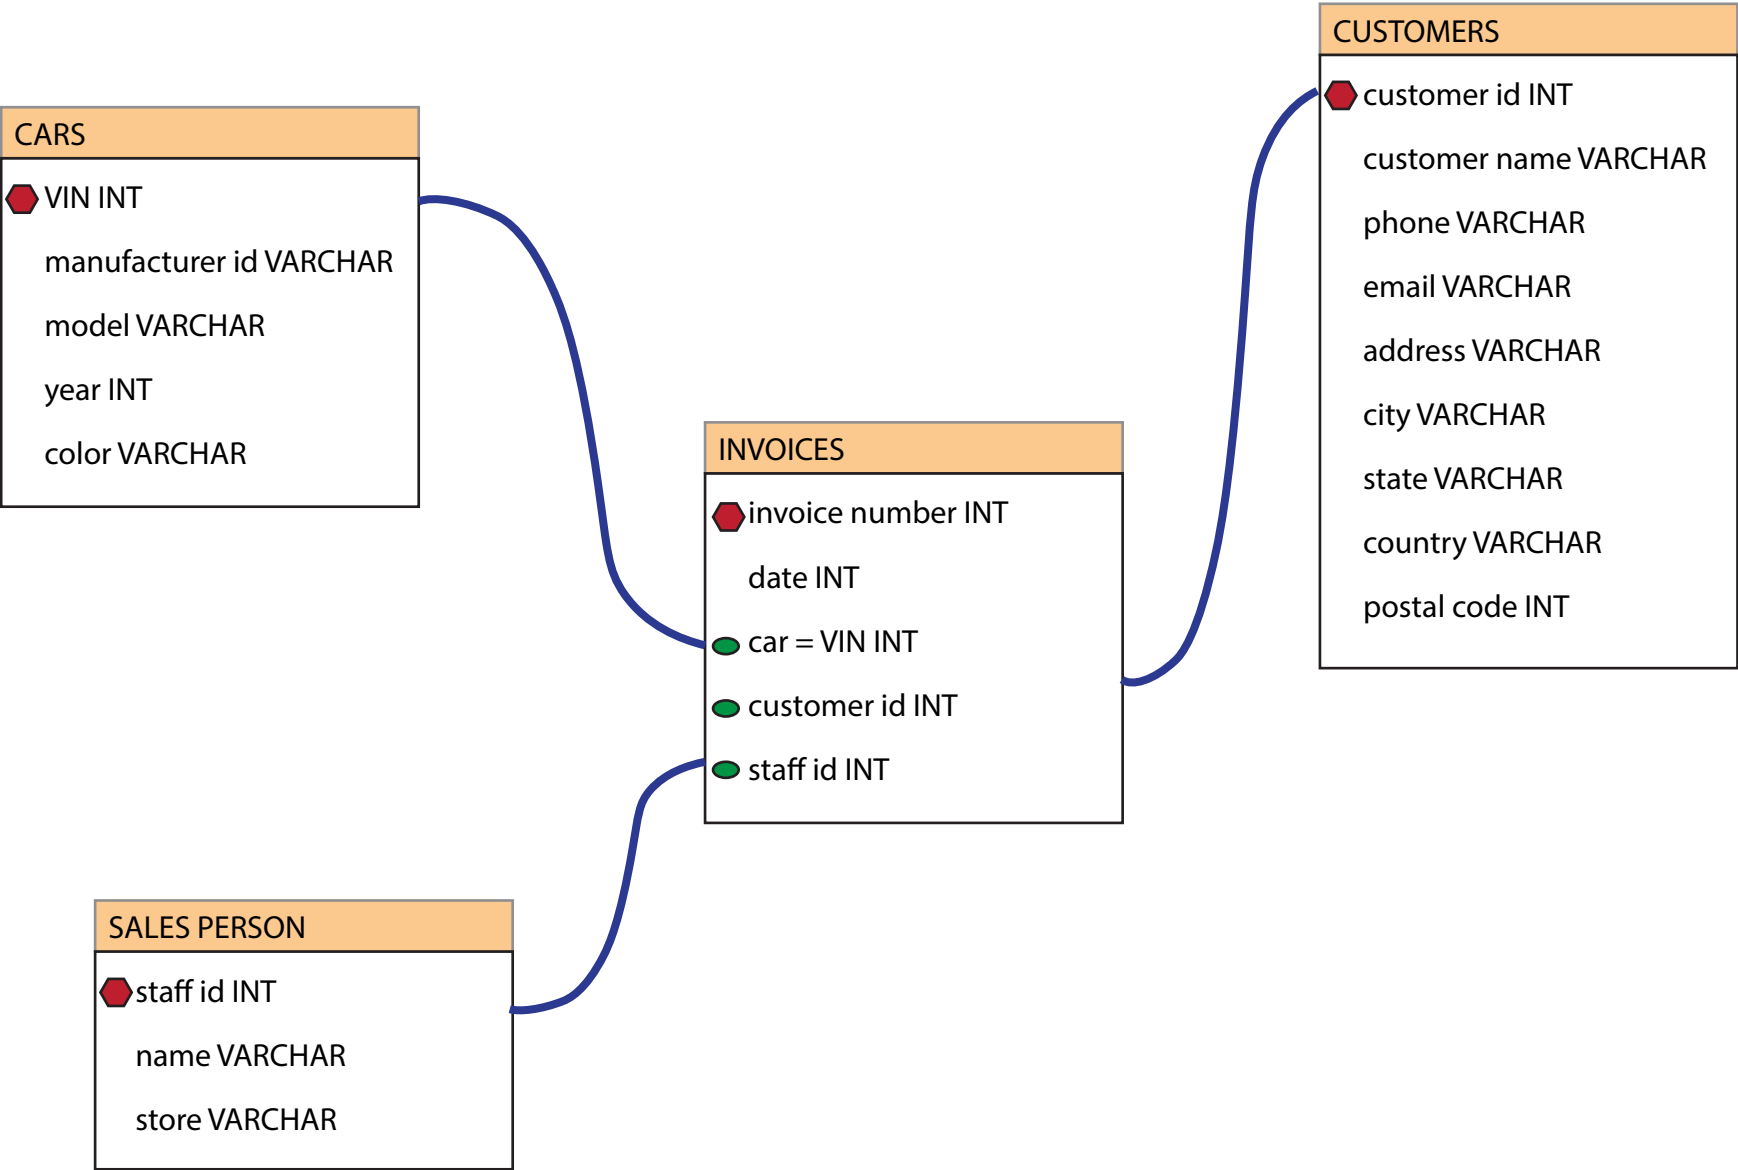 CARS
VIN INT
manufacturer id VARCHAR
model VARCHAR
year INT
color VARCHAR
INVOICES
invoice number INT
date INT
car = VIN INT
customer id INT
staff id INT
CUSTOMERS
customer id INT
customer name VARCHAR
phone VARCHAR
email VARCHAR
address VARCHAR
city VARCHAR
state VARCHAR
country VARCHAR
postal code INT
SALES PERSON
staff id INT
name VARCHAR
store VARCHAR